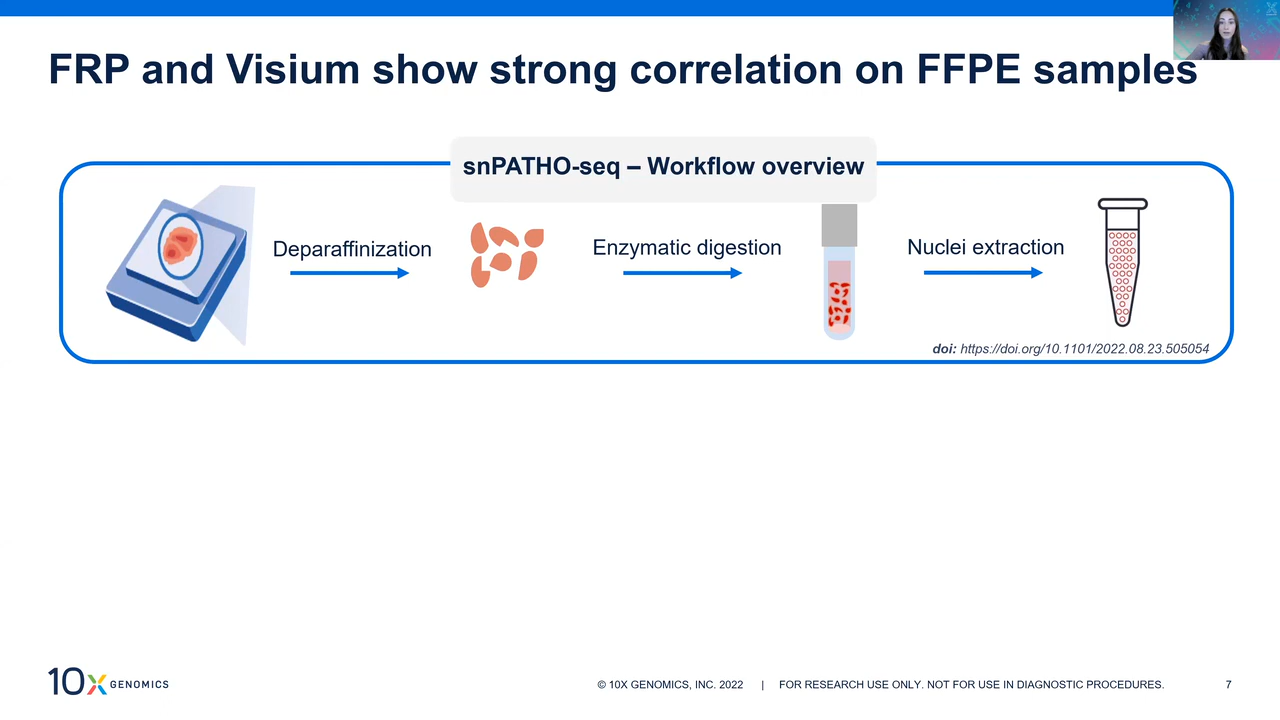 FRP and Visium show strong correlation on FFPE samples
snPATHO-seq – Workflow overview
Deparaffinization
Enzymatic digestion
Nuclei extraction
doi: https://doi.org/10.1101/2022.08.23.505054
10x GENOMICS
© 10X GENOMICS, INC. 2022 | FOR RESEARCH USE ONLY. NOT FOR USE IN DIAGNOSTIC PROCEDURES. 7